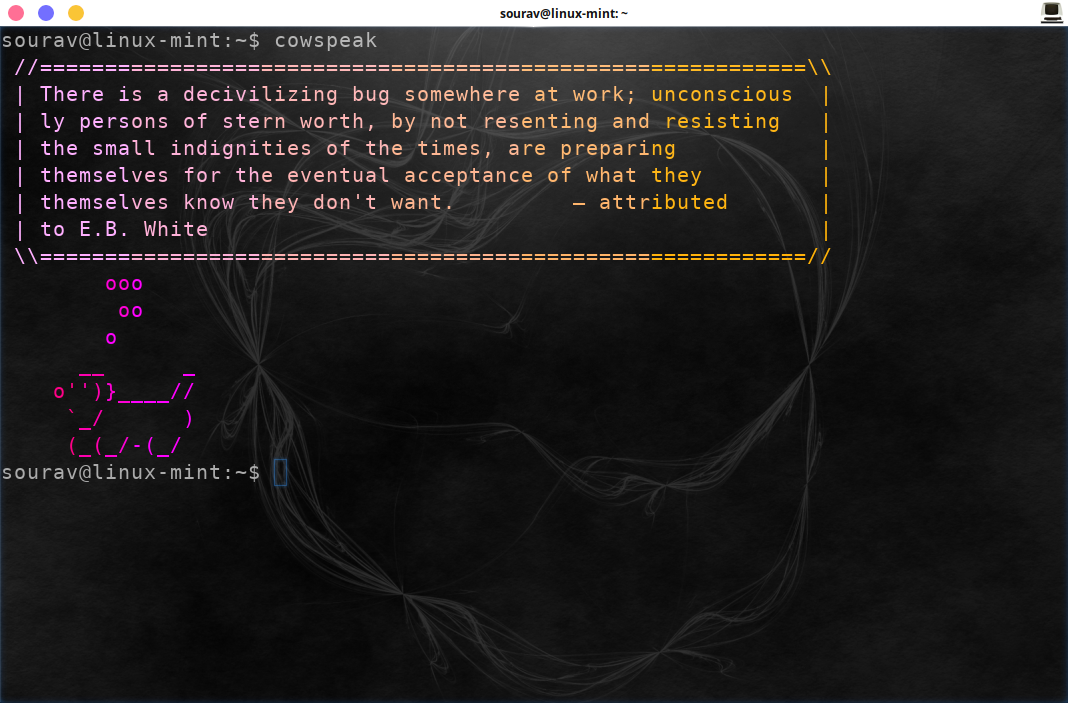 sourav@linux-mint: ~
sourav@linux-mint:~$ cowspeak
 //===========================================================\\
 | There is a decivilizing bug somewhere at work; unconscious  |
 | ly persons of stern worth, by not resenting and resisting   |
 | the small indignities of the times, are preparing           |
 | themselves for the eventual acceptance of what they         |
 | themselves know they don't want.         — attributed       |
 | to E.B. White                                               |
 \\===========================================================//
        ooo
         oo
        o
      __      _
    o'')}____//
     `_/      )
     (_(_/-(_/
sourav@linux-mint:~$